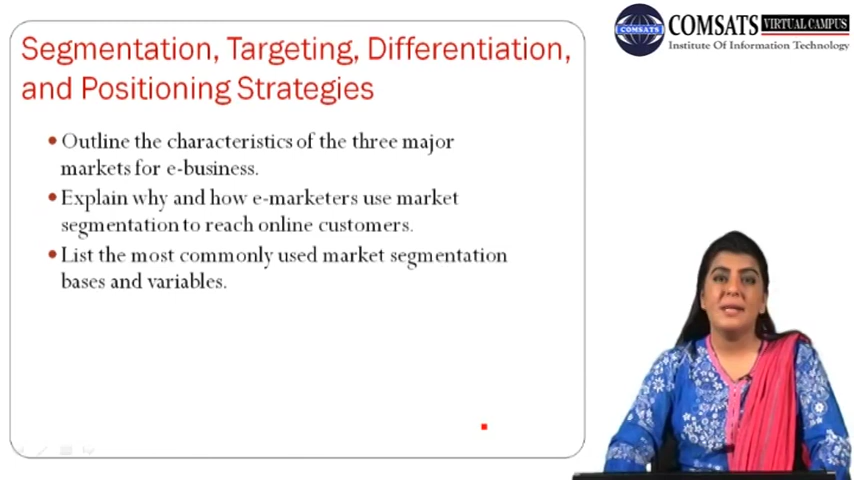 Segmentation, Targeting, Differentiation,
and Positioning Strategies
• Outline the characteristics of the three major
markets for e-business.
• Explain why and how e-marketers use market
segmentation to reach online customers.
• List the most commonly used market segmentation
bases and variables.
COMSATS
COMSATS VIRTUAL CAMPUS
Institute Of Information Technology